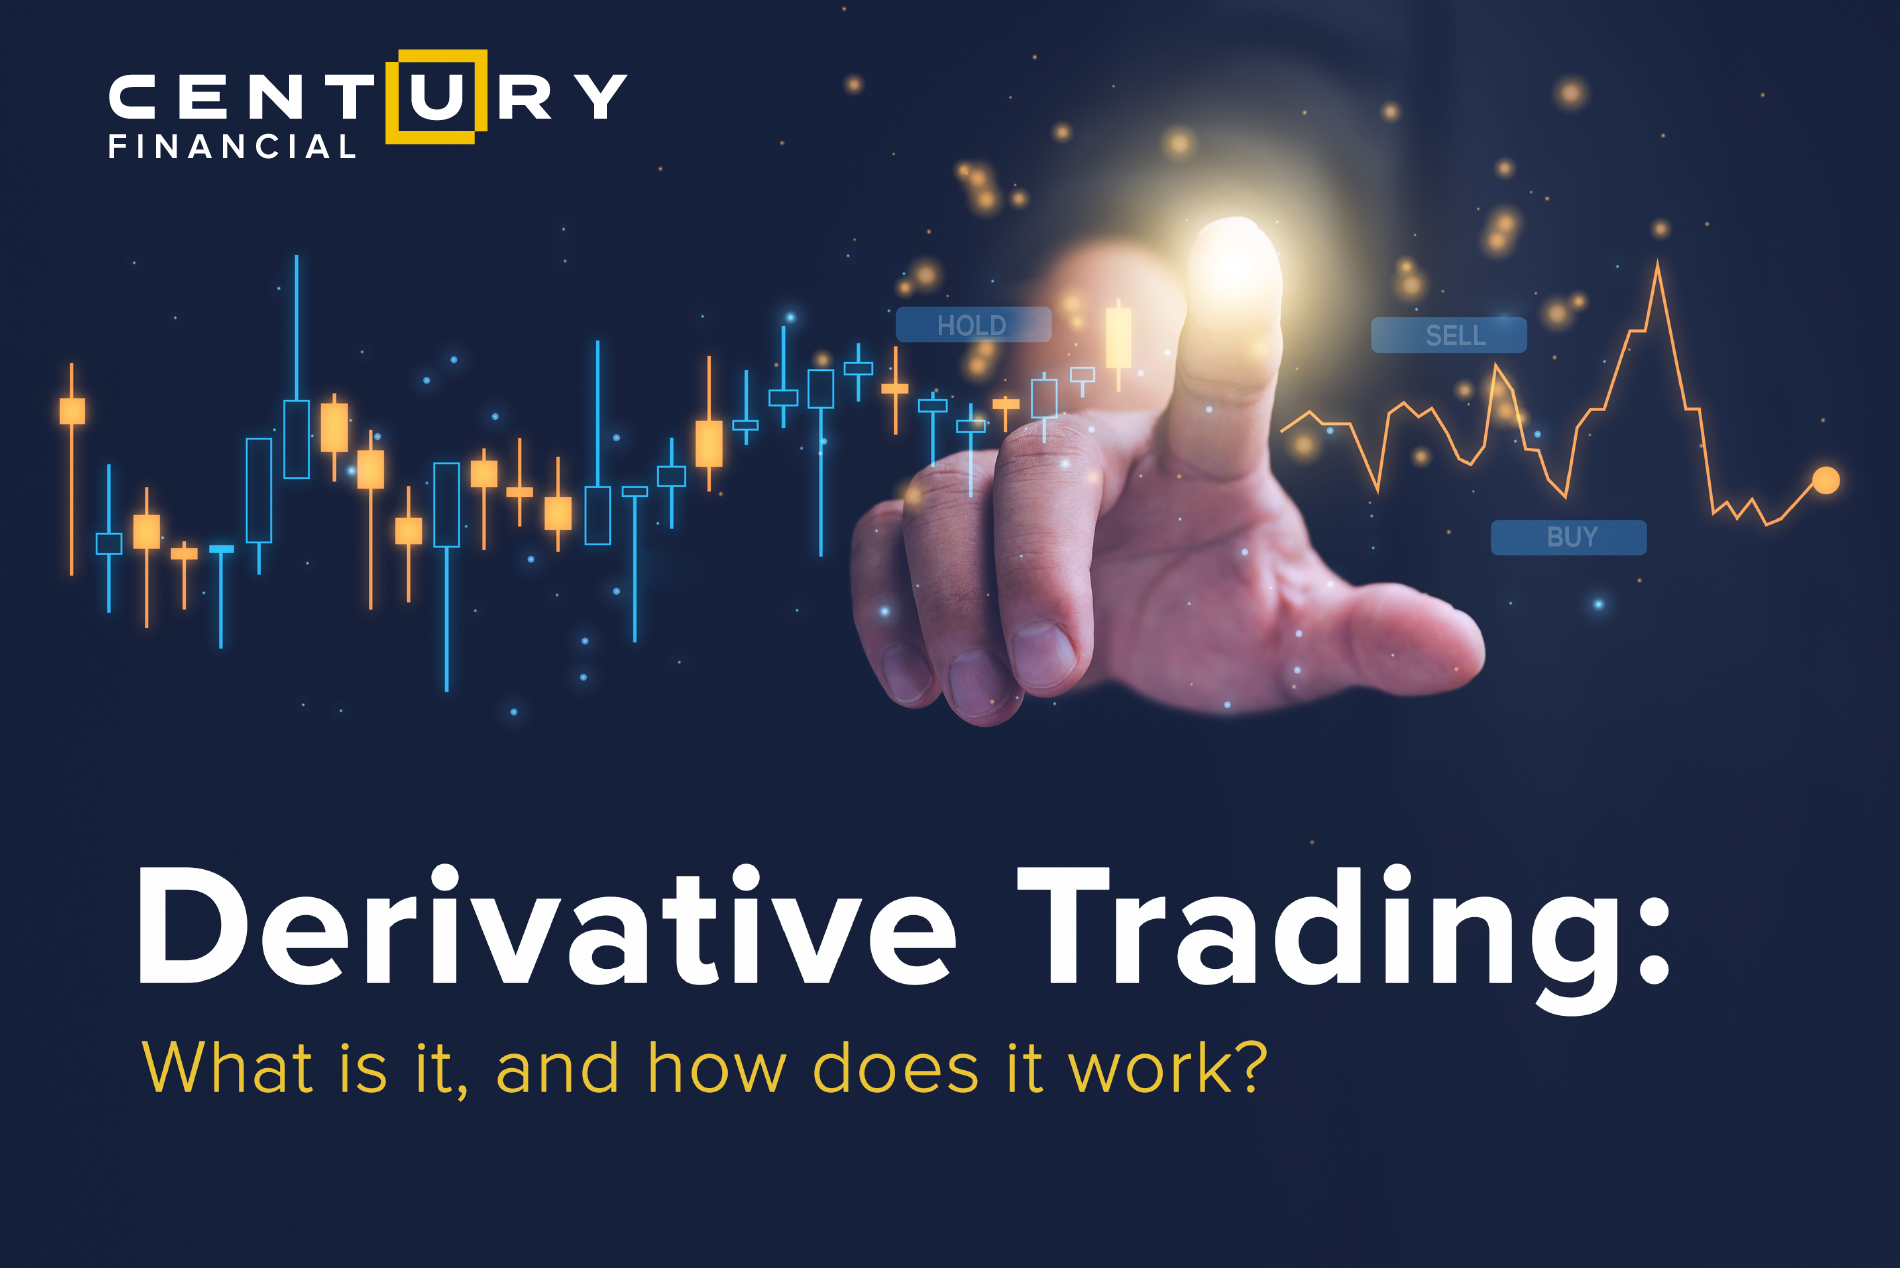 CENTURY
FINANCIAL
HOLD
SELL
BUY
Derivative Trading:
What is it, and how does it work?